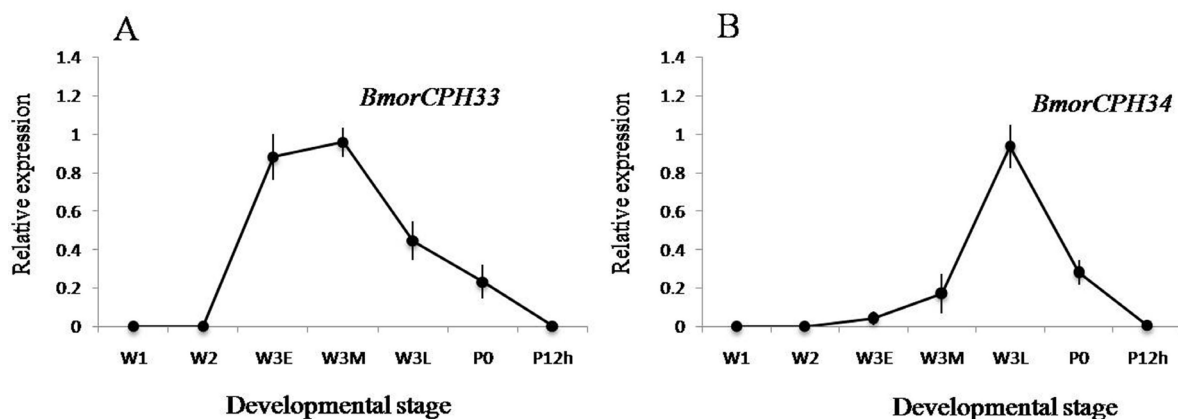 A
1.4
1.2
1
0.8
0.6
0.4
0.2
0
Relative expression
BmorCPH33
W1 W2 W3E W3M W3L P0 P12h
Developmental stage
B
1.4
1.2
1
0.8
0.6
0.4
0.2
0
Relative expression
BmorCPH34
W1 W2 W3E W3M W3L P0 P12h
Developmental stage